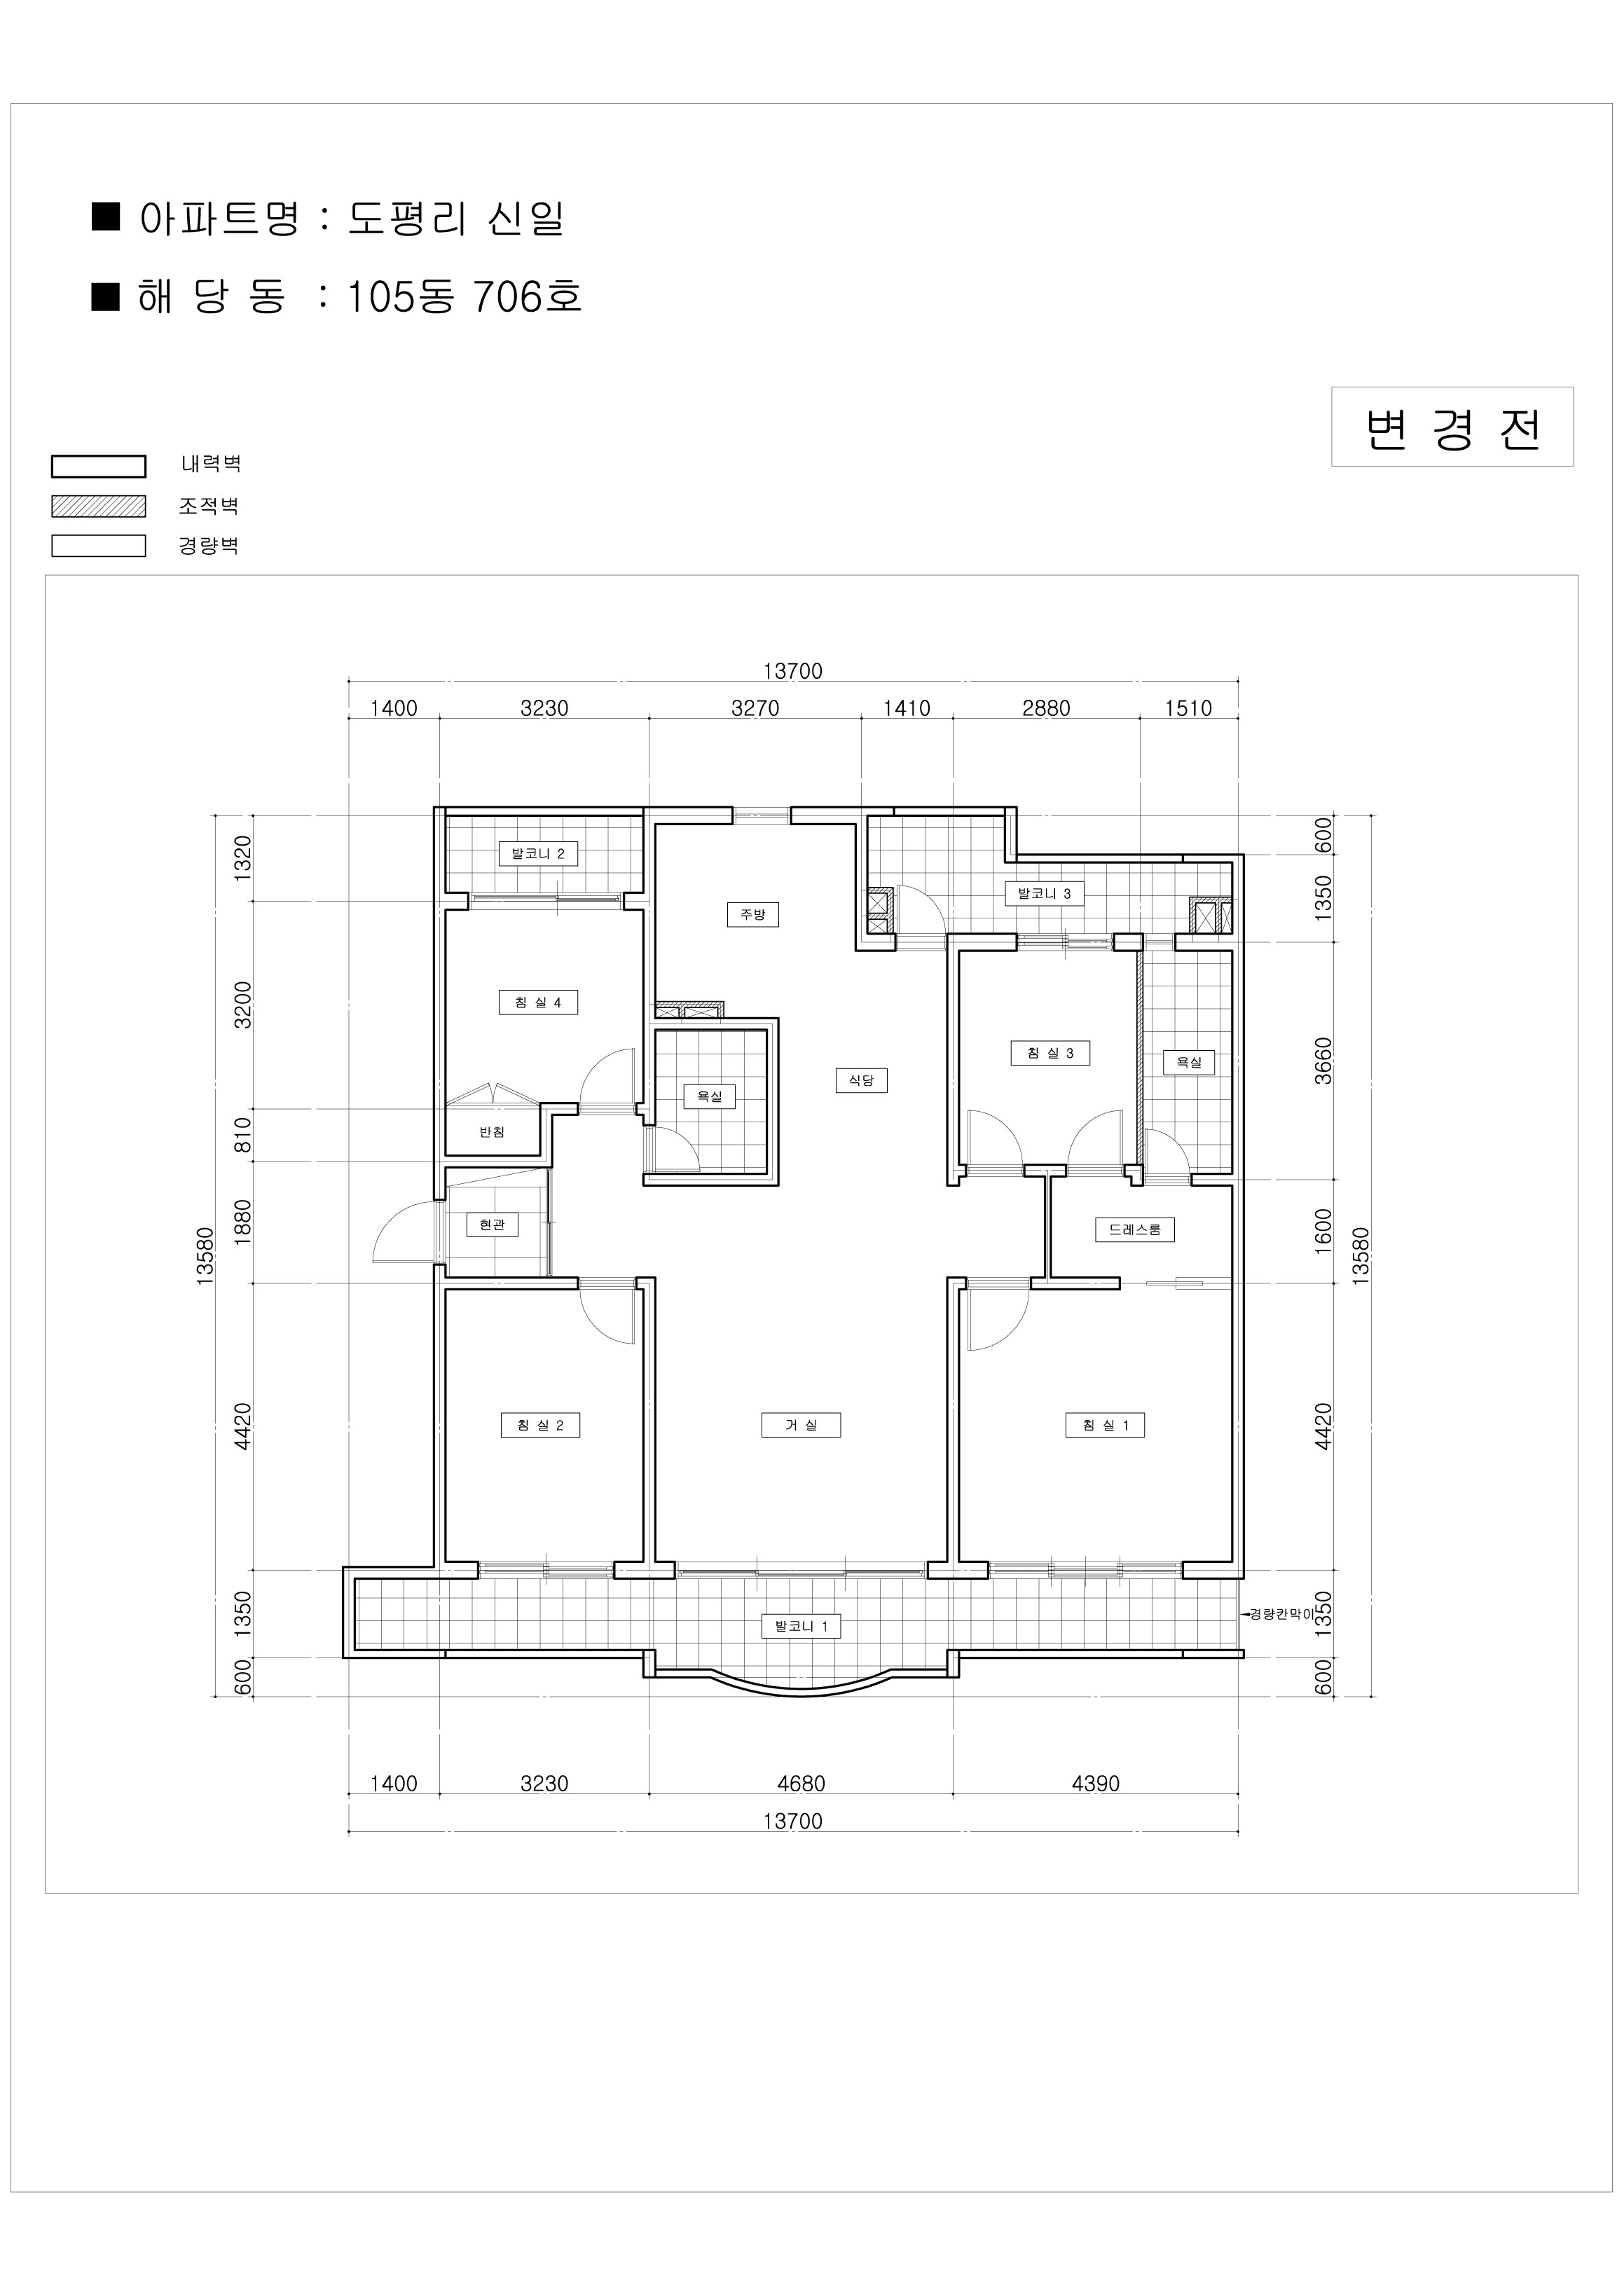 ■ 아파트명 : 도평리 신일
■ 해 당 동 : 105동 706호
변 경 전
내력벽
조적벽
경량벽
13700
1400 3230 3270 1410 2880 1510
발코니 2
발코니 3
주방
침 실 4
침 실 3
욕실
식당
욕실
반침
현관
드레스룸
침 실 2
거 실
침 실 1
발코니 1
경량칸막이
1320
3200
810
1880
4420
1350
600
13580
600
1350
3660
1600
4420
1350
600
13580
1400 3230 4680 4390
13700